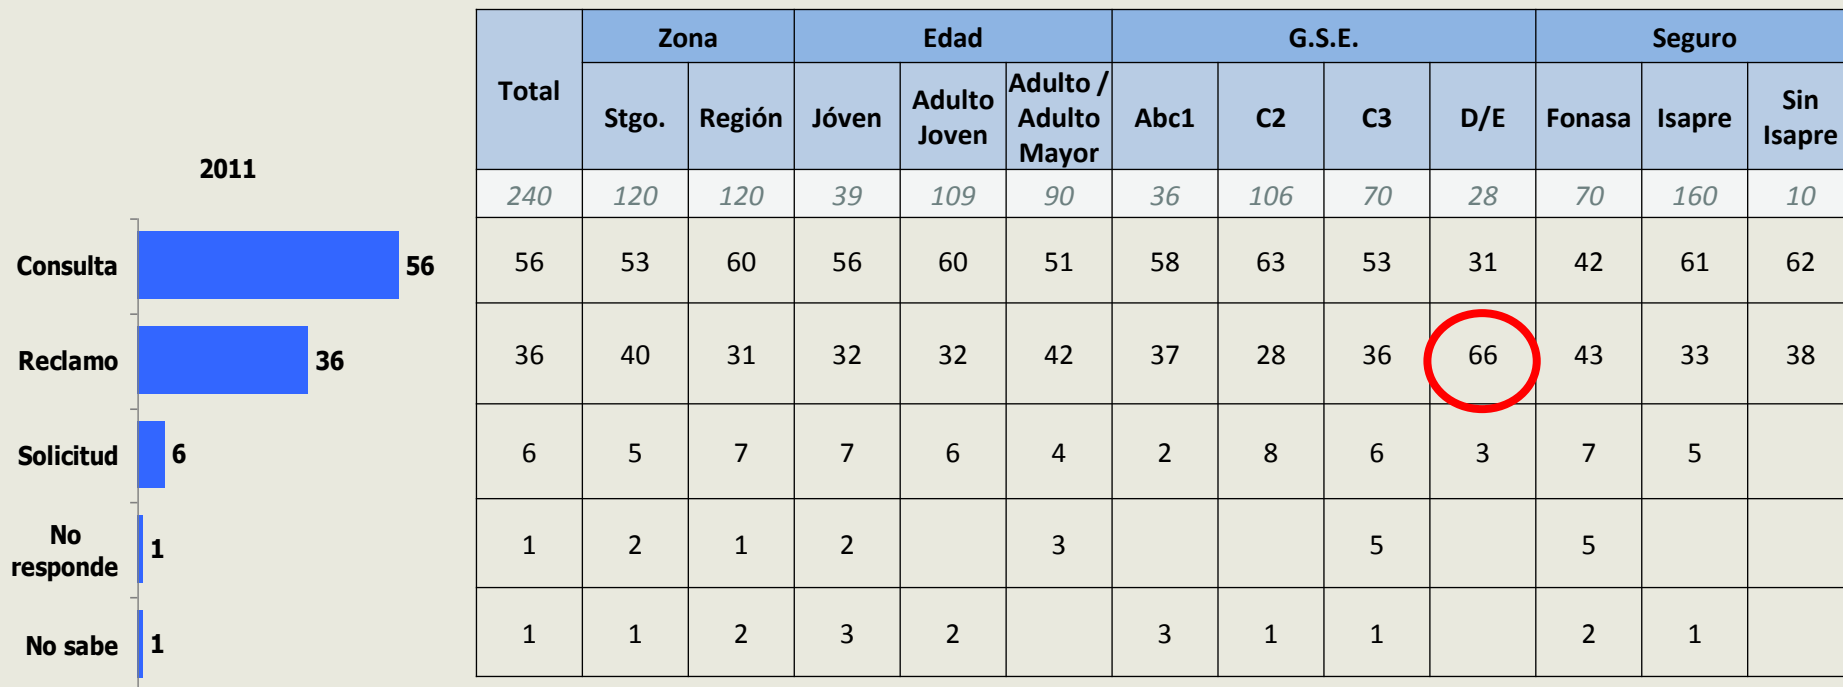 2011
Consulta 56
Reclamo 36
Solicitud 6
No
responde 1
No sabe 1
Total Zona Edad G.S.E. Seguro
Stgo. Región Jóven Adulto Joven Adulto / Adulto Mayor Abc1 C2 C3 D/E Fonasa Isapre Sin Isapre
240 120 120 39 109 90 36 106 70 28 70 160 10
56 53 60 56 60 51 58 63 53 31 42 61 62
36 40 31 32 32 42 37 28 36 66 43 33 38
6 5 7 7 6 4 2 8 6 3 7 5
1 2 1 2 3 5 5
1 1 2 3 2 3 1 1 2 1